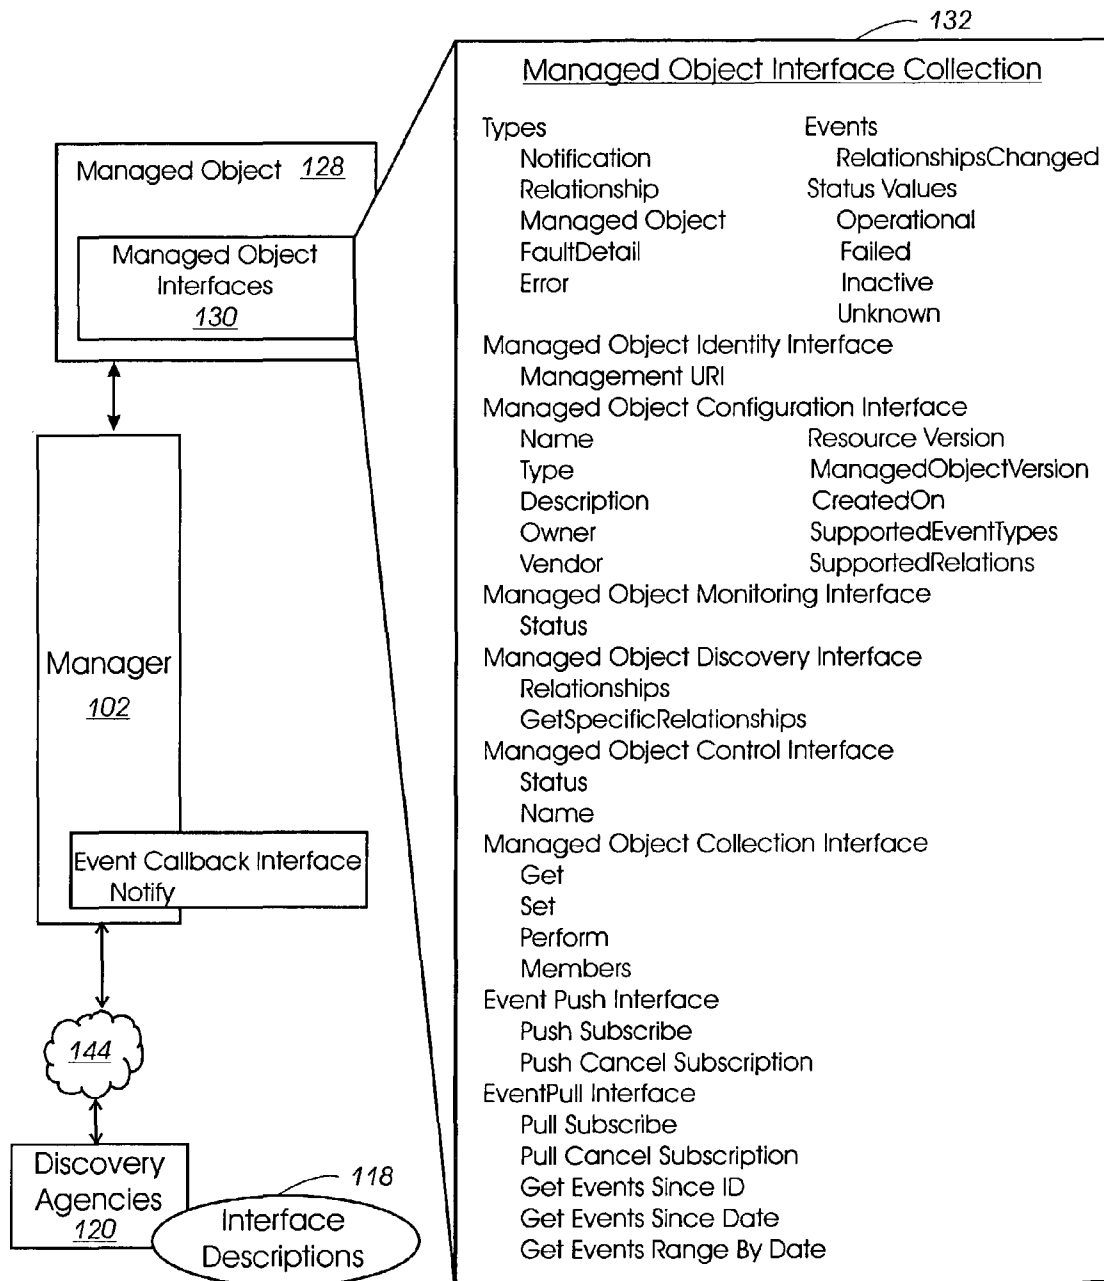 132
Managed Object Interface Collection
Types
Notification
Relationship
Managed Object
FaultDetail
Error
Events
RelationshipsChanged
Status Values
Operational
Failed
Inactive
Unknown
Managed Object Identity Interface
Management URI
Managed Object Configuration Interface
Name
Type
Description
Owner
Vendor
Resource Version
ManagedObjectVersion
CreatedOn
SupportedEventTypes
SupportedRelations
Managed Object Monitoring Interface
Status
Managed Object Discovery Interface
Relationships
GetSpecificRelationships
Managed Object Control Interface
Status
Name
Managed Object Collection Interface
Get
Set
Perform
Members
Event Push Interface
Push Subscribe
Push Cancel Subscription
EventPull Interface
Pull Subscribe
Pull Cancel Subscription
Get Events Since ID
Get Events Since Date
Get Events Range By Date
Managed Object 128
Managed Object
Interfaces
130
Manager
102
Event Callback Interface
Notify
144
Discovery
Agencies
120
118
Interface
Descriptions